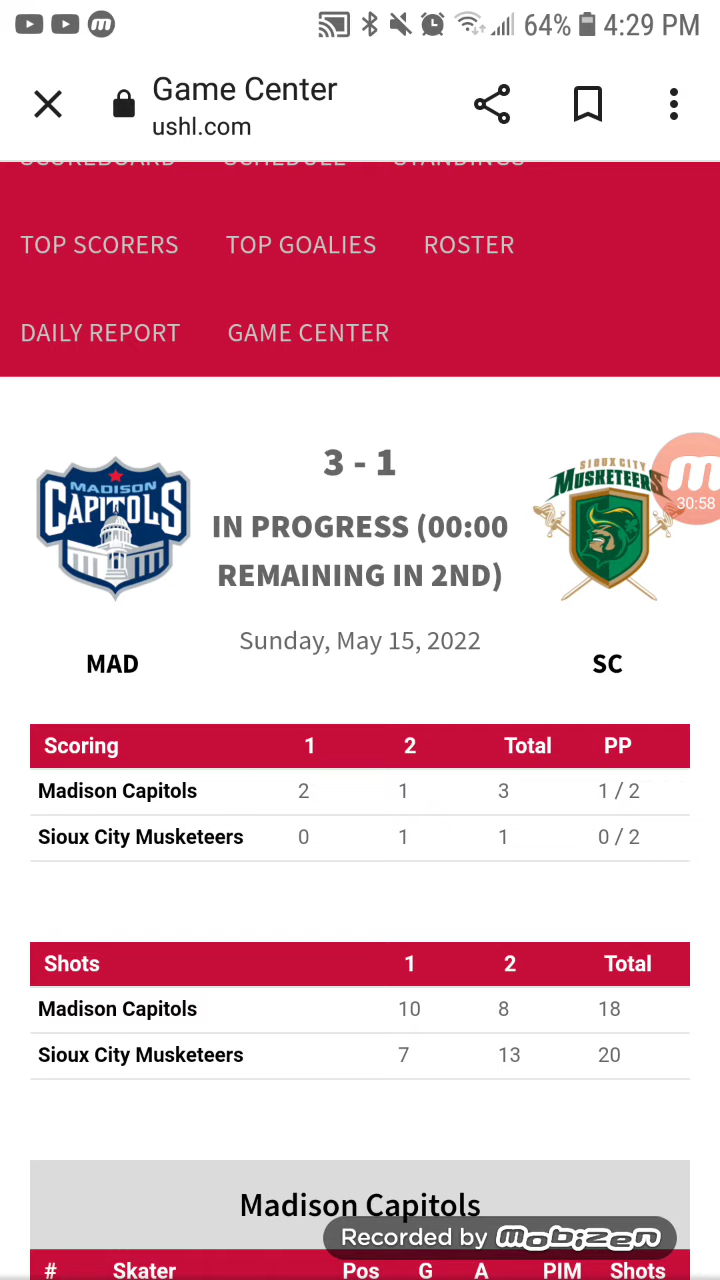 64% 4:29 PM
Game Center
ushl.com
SCOREBOARD SCHEDULE STANDINGS
TOP SCORERS TOP GOALIES ROSTER
DAILY REPORT GAME CENTER
3 - 1
MADISON
CAPITOLS
SIOUX CITY
MUSKETEERS
30:58
IN PROGRESS (00:00
REMAINING IN 2ND)
Sunday, May 15, 2022
MAD SC
Scoring 1 2 Total PP
Madison Capitols 2 1 3 1 / 2
Sioux City Musketeers 0 1 1 0 / 2
Shots 1 2 Total
Madison Capitols 10 8 18
Sioux City Musketeers 7 13 20
Madison Capitols
Recorded by mobizen
# Skater Pos G A PIM Shots